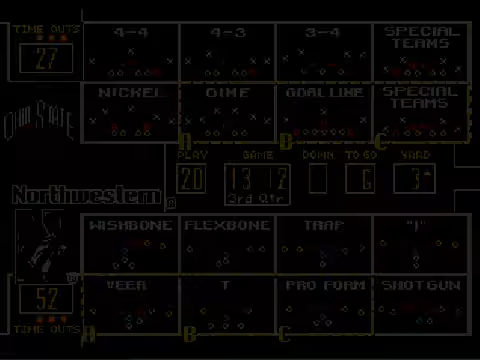 TIME OUTS
27
4-4
4-3
3-4
SPECIAL TEAMS
OHIO STATE
NICKEL
DIME
GOAL LINE
SPECIAL TEAMS
A
B
C
PLAY
GAME
DOWN
TO GO
YARD
20
13 12
G
3
3rd Qtr
Northwestern
WISHBONE
FLEXBONE
TRAP
"I"
52
TIME OUTS
VEER
T
PRO FORM
SHOTGUN
A
B
C